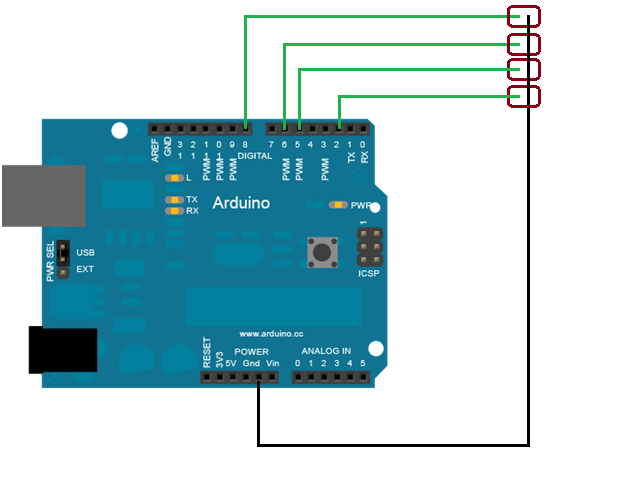 AREF
GND
13
12
11
10
9
8
7
6
5
4
3
2
1
0
PWM
PWM
PWM
DIGITAL
PWM
PWM
PWM
TX
RX
L
TX
RX
Arduino
PWR
1
PWR SEL
USB
EXT
ICSP
www.arduino.cc
RESET
3V3
POWER
5V Gnd Vin
ANALOG IN
0 1 2 3 4 5